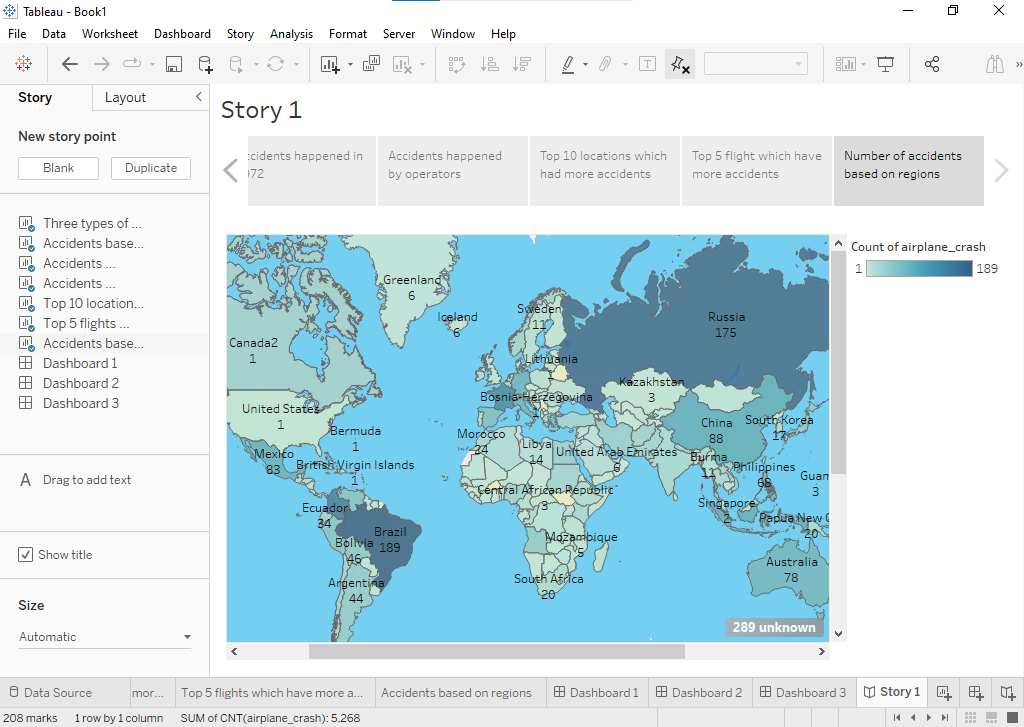 Tableau - Book1
File Data Worksheet Dashboard Story Analysis Format Server Window Help
Story
Layout
New story point
Blank
Duplicate
Three types of ...
Accidents base...
Accidents ...
Accidents ...
Top 10 location...
Top 5 flights ...
Accidents base...
Dashboard 1
Dashboard 2
Dashboard 3
A Drag to add text
Show title
Size
Automatic
Story 1
ccidents happened in
972
Accidents happened
by operators
Top 10 locations which
had more accidents
Top 5 flight which have
more accidents
Number of accidents
based on regions
Count of airplane_crash
1
189
Greenland
6
Iceland
6
Sweden
11
Russia
175
Canada2
1
Lithuania
1
Kazakhstan
3
Bosnia-Herzegovina
1
United States
1
China
88
South Korea
17
Bermuda
1
Morocco
24
Libya
14
United Arab Emirates
6
Mexico
83
British Virgin Islands
1
Burma
11
Philippines
68
Guam
3
Central African Republic
3
Ecuador
34
Singapore
2
Papua New G
20
Brazil
189
Bolivia
46
Mozambique
5
Australia
78
Argentina
44
South Africa
20
289 unknown
Data Source
mor...
Top 5 flights which have more a...
Accidents based on regions
Dashboard 1
Dashboard 2
Dashboard 3
Story 1
208 marks 1 row by 1 column SUM of CNT(airplane_crash): 5,268